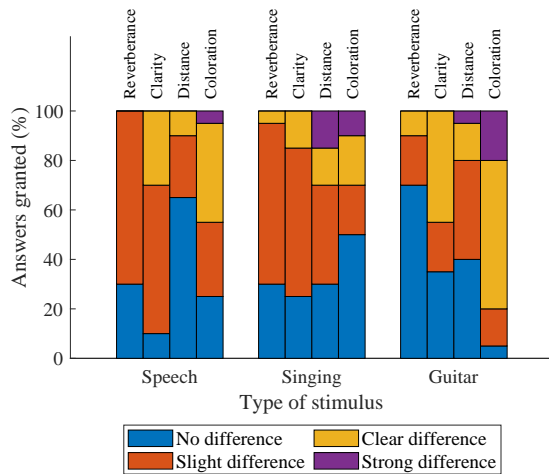 Reverberance
Clarity
Distance
Coloration
Reverberance
Clarity
Distance
Coloration
Reverberance
Clarity
Distance
Coloration
Answers granted (%)
100
80
60
40
20
0
Speech Singing Guitar
Type of stimulus
No difference Clear difference
Slight difference Strong difference